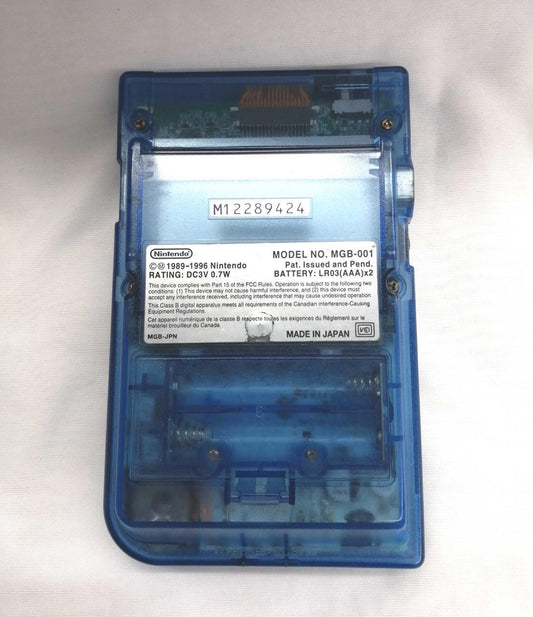 M12289424
Nintendo
MODEL NO. MGB-001
©Ⓜ 1989-1996 Nintendo
Pat. Issued and Pend.
RATING: DC3V 0.7W
BATTERY: LR03(AAA)x2
This device complies with Part 15 of the FCC Rules. Operation is subject to the following two
conditions: (1) This device may not cause harmful interference, and (2) this device must
accept any interference received, including interference that may cause undesired operation
This Class B digital apparatus meets all requirements of the Canadian Interference-Causing
Equipment Regulations.
Cet appareil numérique de la classe B respecte toutes les exigences du Règlement sur le
matériel brouilleur du Canada.
MGB-JPN
MADE IN JAPAN